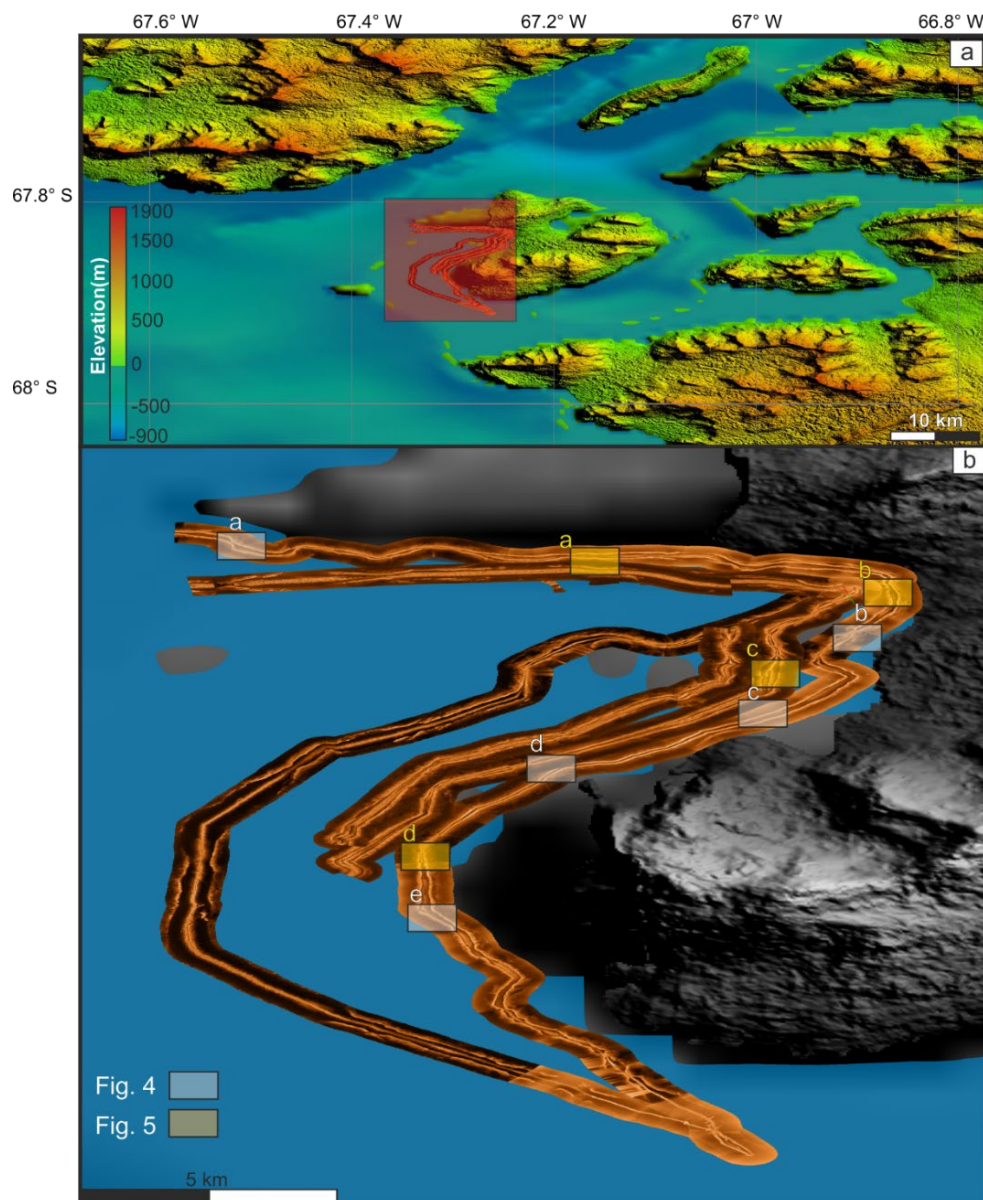 67.6° W 67.4° W 67.2° W 67° W 66.8° W
a
67.8° S
68° S
Elevation(m)
1900
1500
1000
500
0
-500
-900
10 km
b
a
a
b
b
c
c
d
d
e
Fig. 4
Fig. 5
5 km